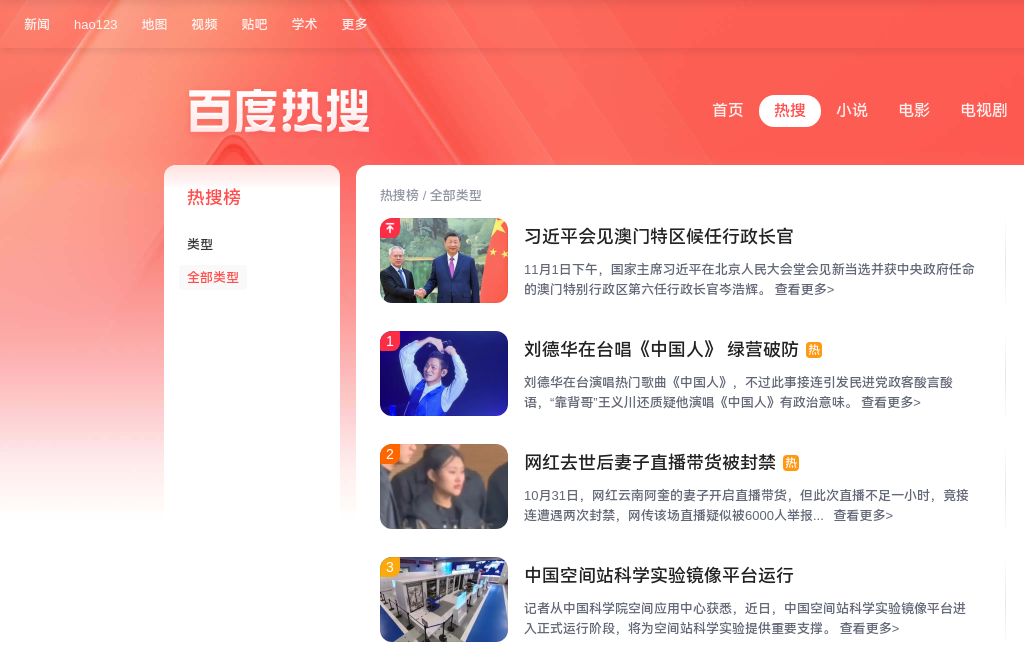 新闻 hao123 地图 视频 贴吧 学术 更多
百度热搜
首页 热搜 小说 电影 电视剧
热搜榜
类型
全部类型
热搜榜 / 全部类型
习近平会见澳门特区候任行政长官
11月1日下午，国家主席习近平在北京人民大会堂会见新当选并获中央政府任命
的澳门特别行政区第六任行政长官岑浩辉。 查看更多>
1
刘德华在台唱《中国人》 绿营破防 热
刘德华在台演唱热门歌曲《中国人》，不过此事接连引发民进党政客酸言酸
语，“靠背哥”王义川还质疑他演唱《中国人》有政治意味。 查看更多>
2
网红去世后妻子直播带货被封禁 热
10月31日，网红云南阿奎的妻子开启直播带货，但此次直播不足一小时，竟接
连遭遇两次封禁，网传该场直播疑似被6000人举报... 查看更多>
3
中国空间站科学实验镜像平台运行
记者从中国科学院空间应用中心获悉，近日，中国空间站科学实验镜像平台进
入正式运行阶段，将为空间站科学实验提供重要支撑。 查看更多>